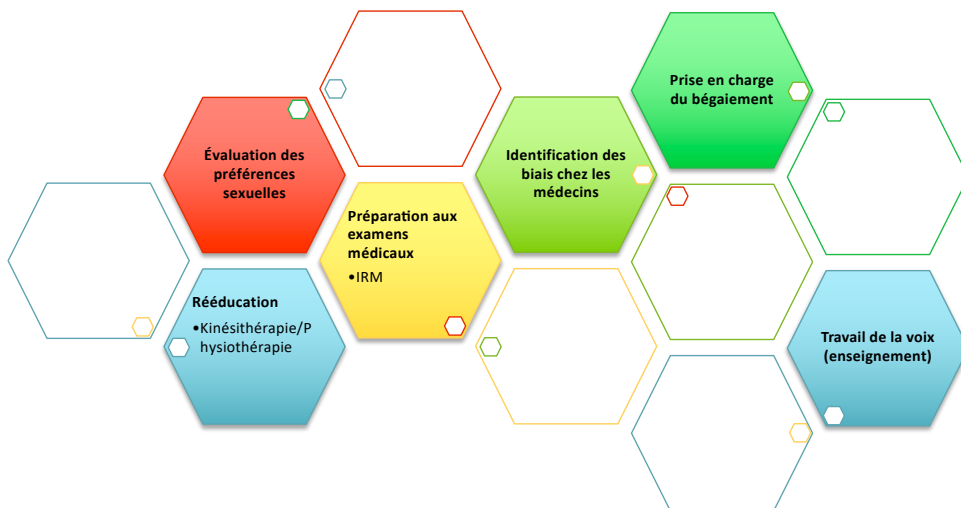 Prise en charge
du bégaiement
Évaluation des
préférences
sexuelles
Identification des
biais chez les
médecins
Préparation aux
examens
médicaux
•IRM
Rééducation
•Kinésithérapie/P
hysiothérapie
Travail de la voix
(enseignement)